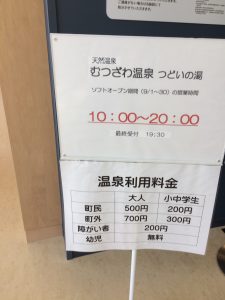 天然温泉
むつざわ温泉 つどいの湯
ソフトオープン期間（9/1～30）の営業時間
10：00～20：00
最終受付 19：30
温泉利用料金
大人 小中学生
町民 500円 200円
町外 700円 300円
障がい者 200円
幼児 無料